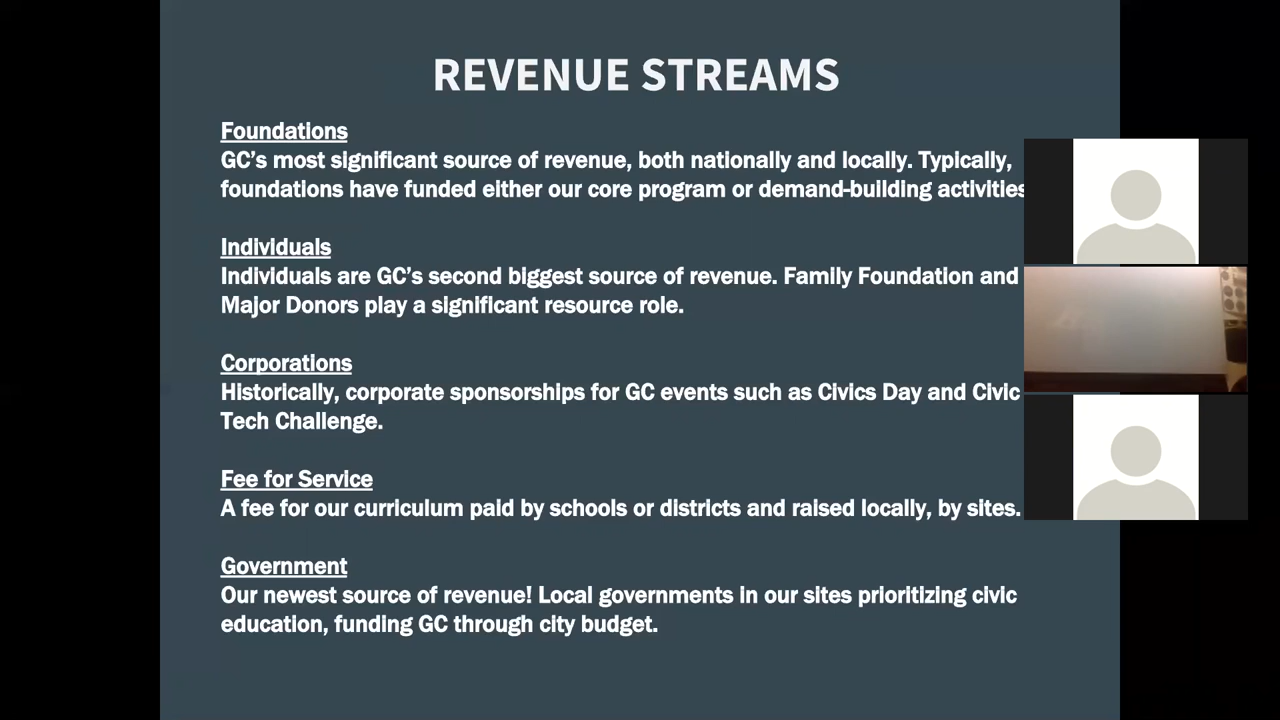 REVENUE STREAMS
Foundations
GC's most significant source of revenue, both nationally and locally. Typically,
foundations have funded either our core program or demand-building activities
Individuals
Individuals are GC's second biggest source of revenue. Family Foundation and
Major Donors play a significant resource role.
Corporations
Historically, corporate sponsorships for GC events such as Civics Day and Civic
Tech Challenge.
Fee for Service
A fee for our curriculum paid by schools or districts and raised locally, by sites.
Government
Our newest source of revenue! Local governments in our sites prioritizing civic
education, funding GC through city budget.